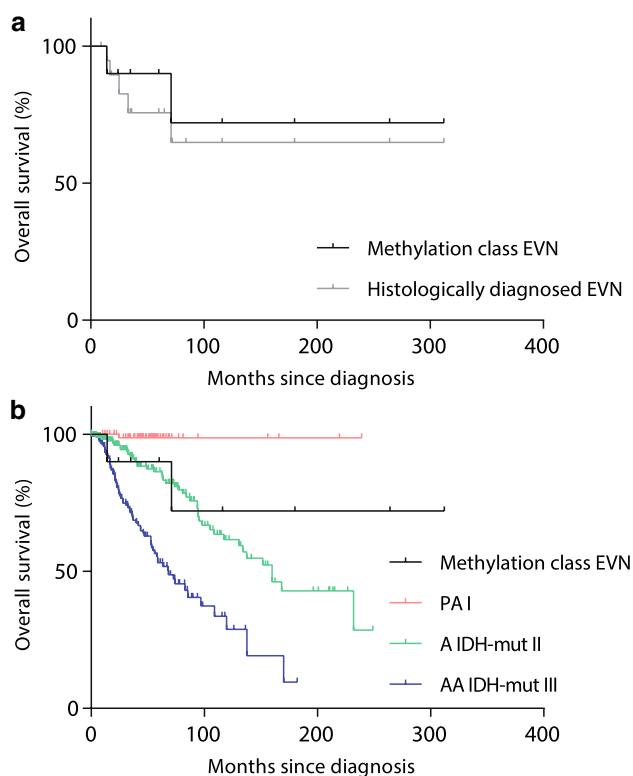 a
Overall survival (%)
100
50
0
Methylation class EVN
Histologically diagnosed EVN
0 100 200 300 400
Months since diagnosis
b
Overall survival (%)
100
50
0
Methylation class EVN
PA I
A IDH-mut II
AA IDH-mut III
0 100 200 300 400
Months since diagnosis